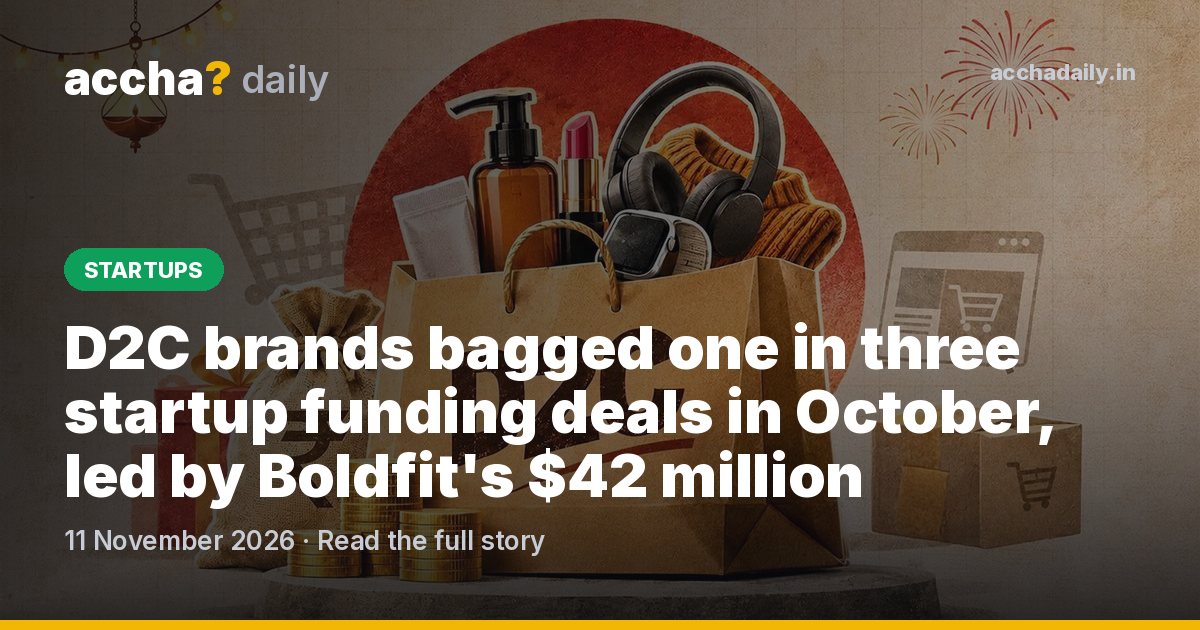 accha? daily
acchadaily.in
STARTUPS
D2C brands bagged one in three
startup funding deals in October,
led by Boldfit's $42 million
11 November 2026 · Read the full story
D2C
₹